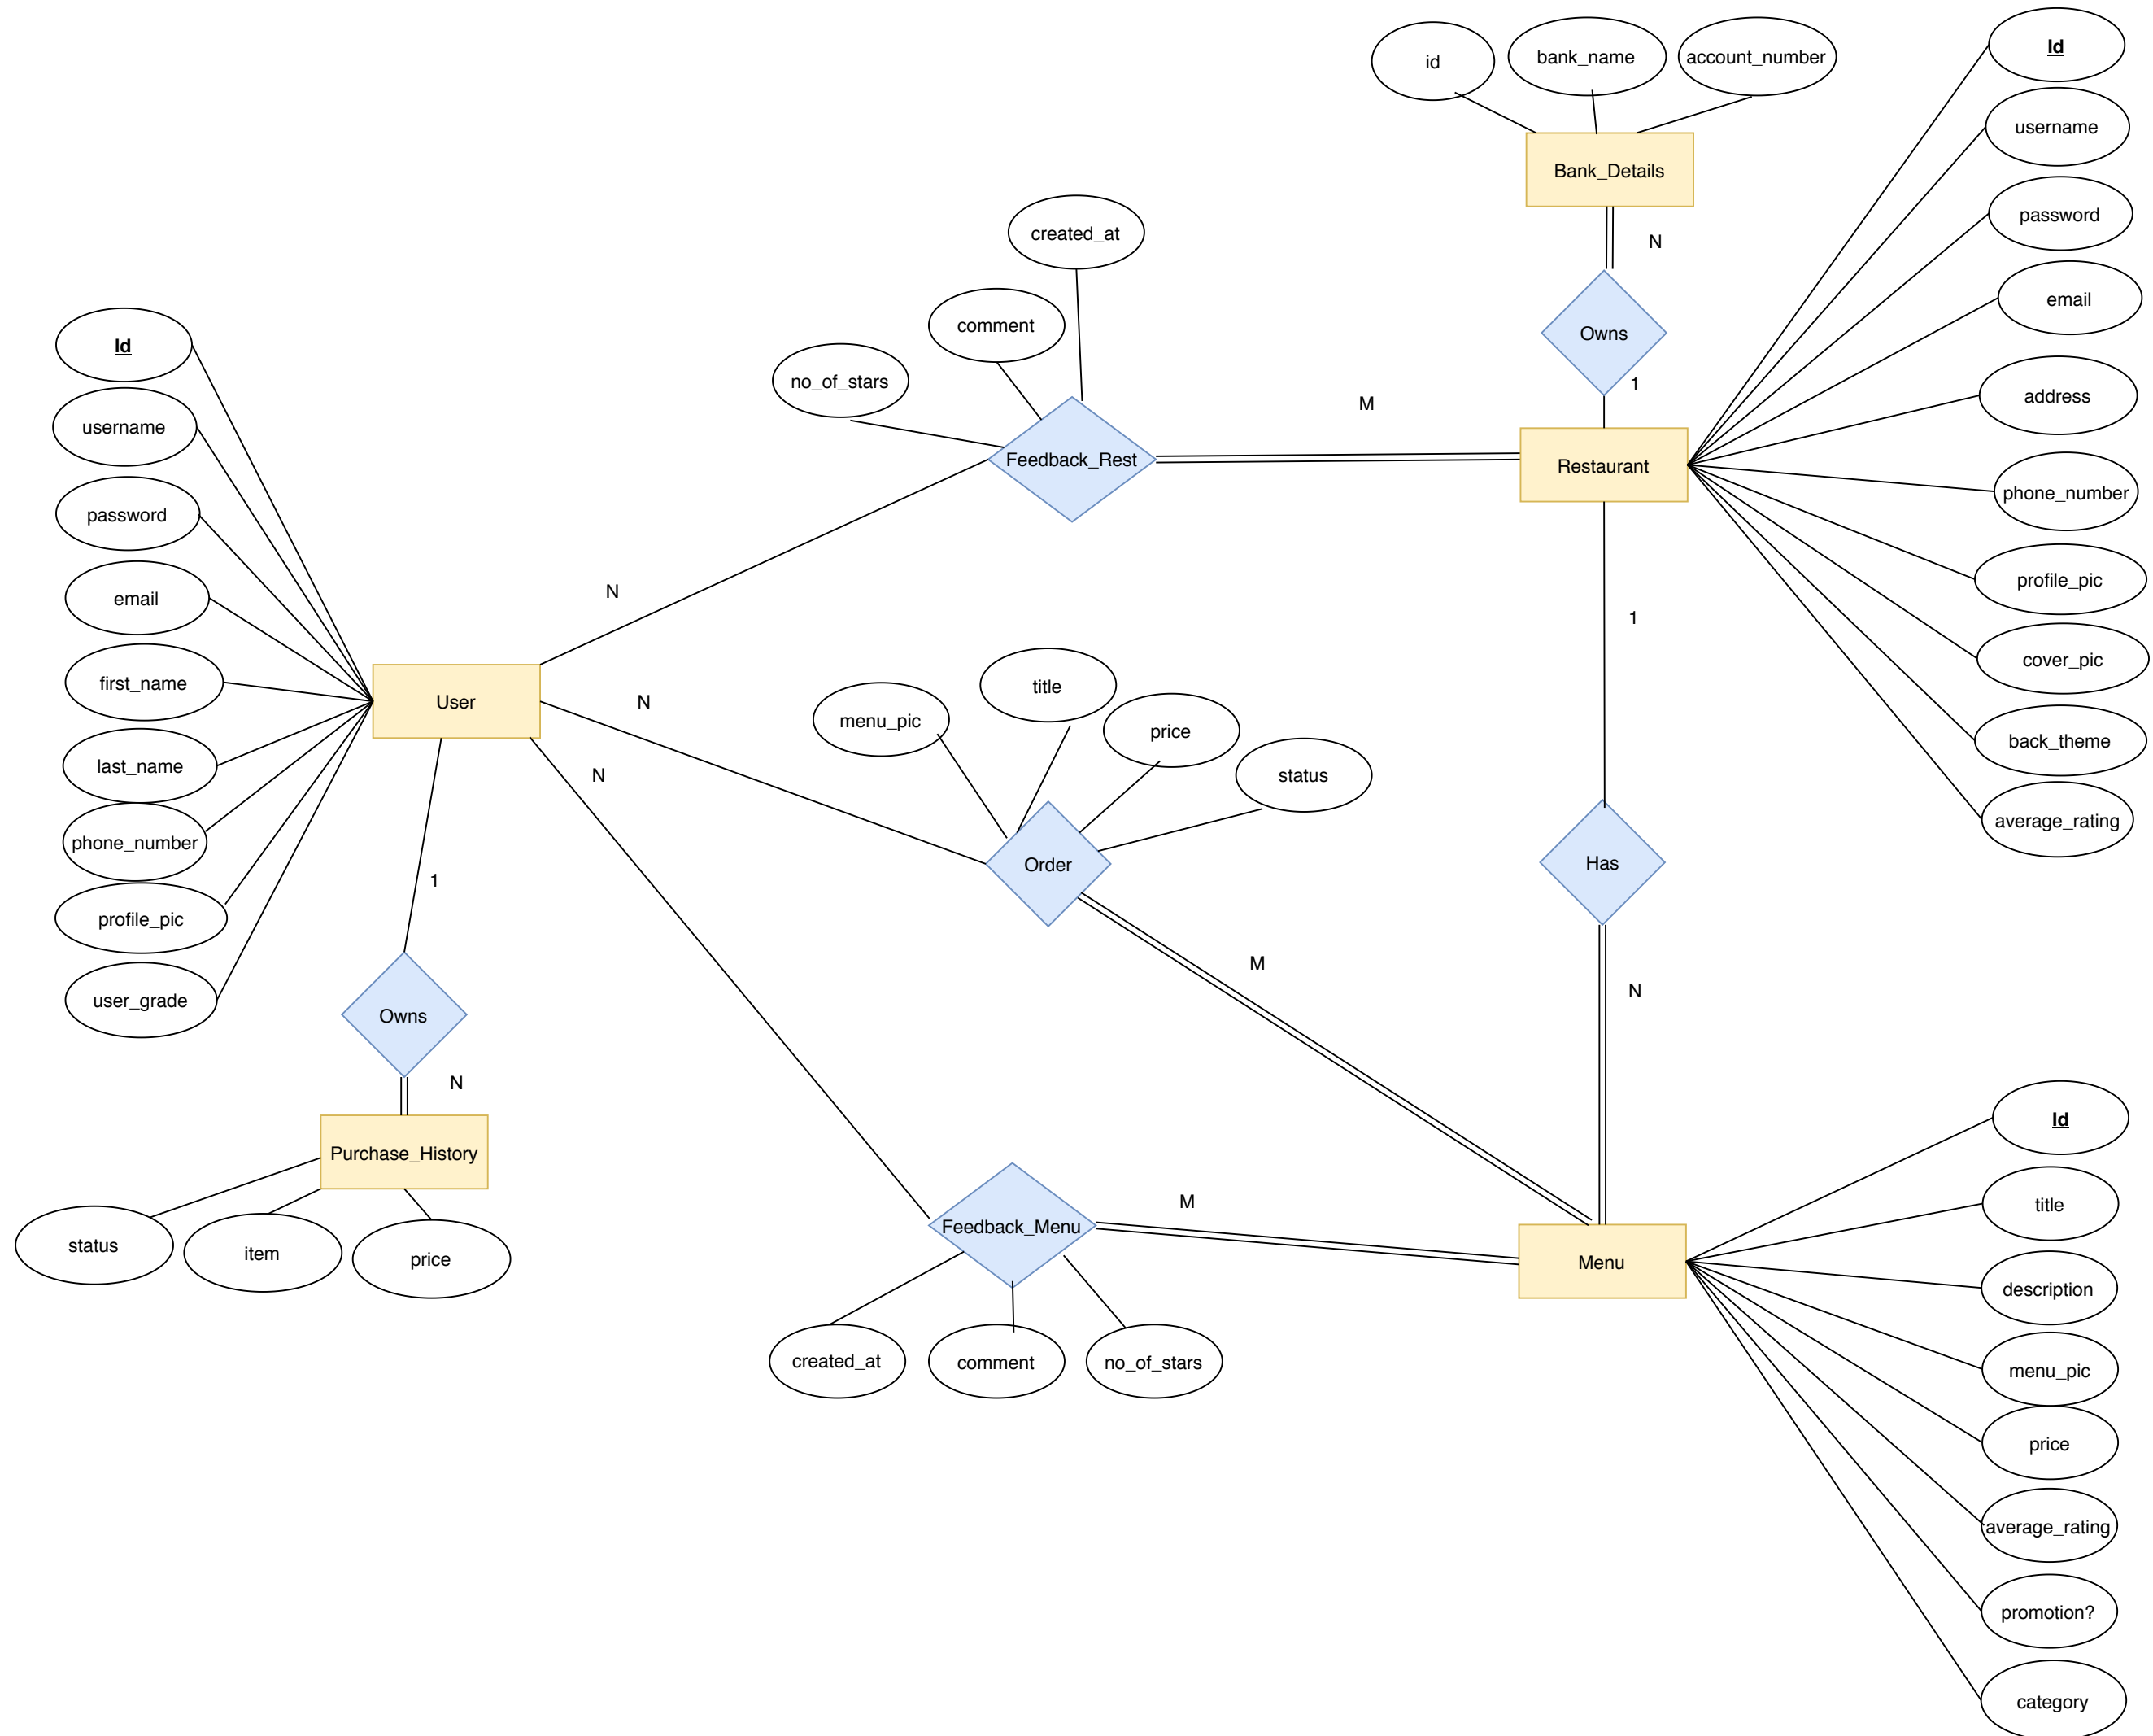 id
bank_name
account_number
Id
username
password
email
address
phone_number
profile_pic
cover_pic
back_theme
average_rating
Bank_Details
N
Owns
1
Restaurant
created_at
comment
no_of_stars
Feedback_Rest
M
N
Id
username
password
email
first_name
last_name
phone_number
profile_pic
user_grade
User
N
N
menu_pic
title
price
status
Order
M
1
Has
N
1
Owns
N
Purchase_History
status
item
price
Feedback_Menu
M
created_at
comment
no_of_stars
Menu
Id
title
description
menu_pic
price
average_rating
promotion?
category